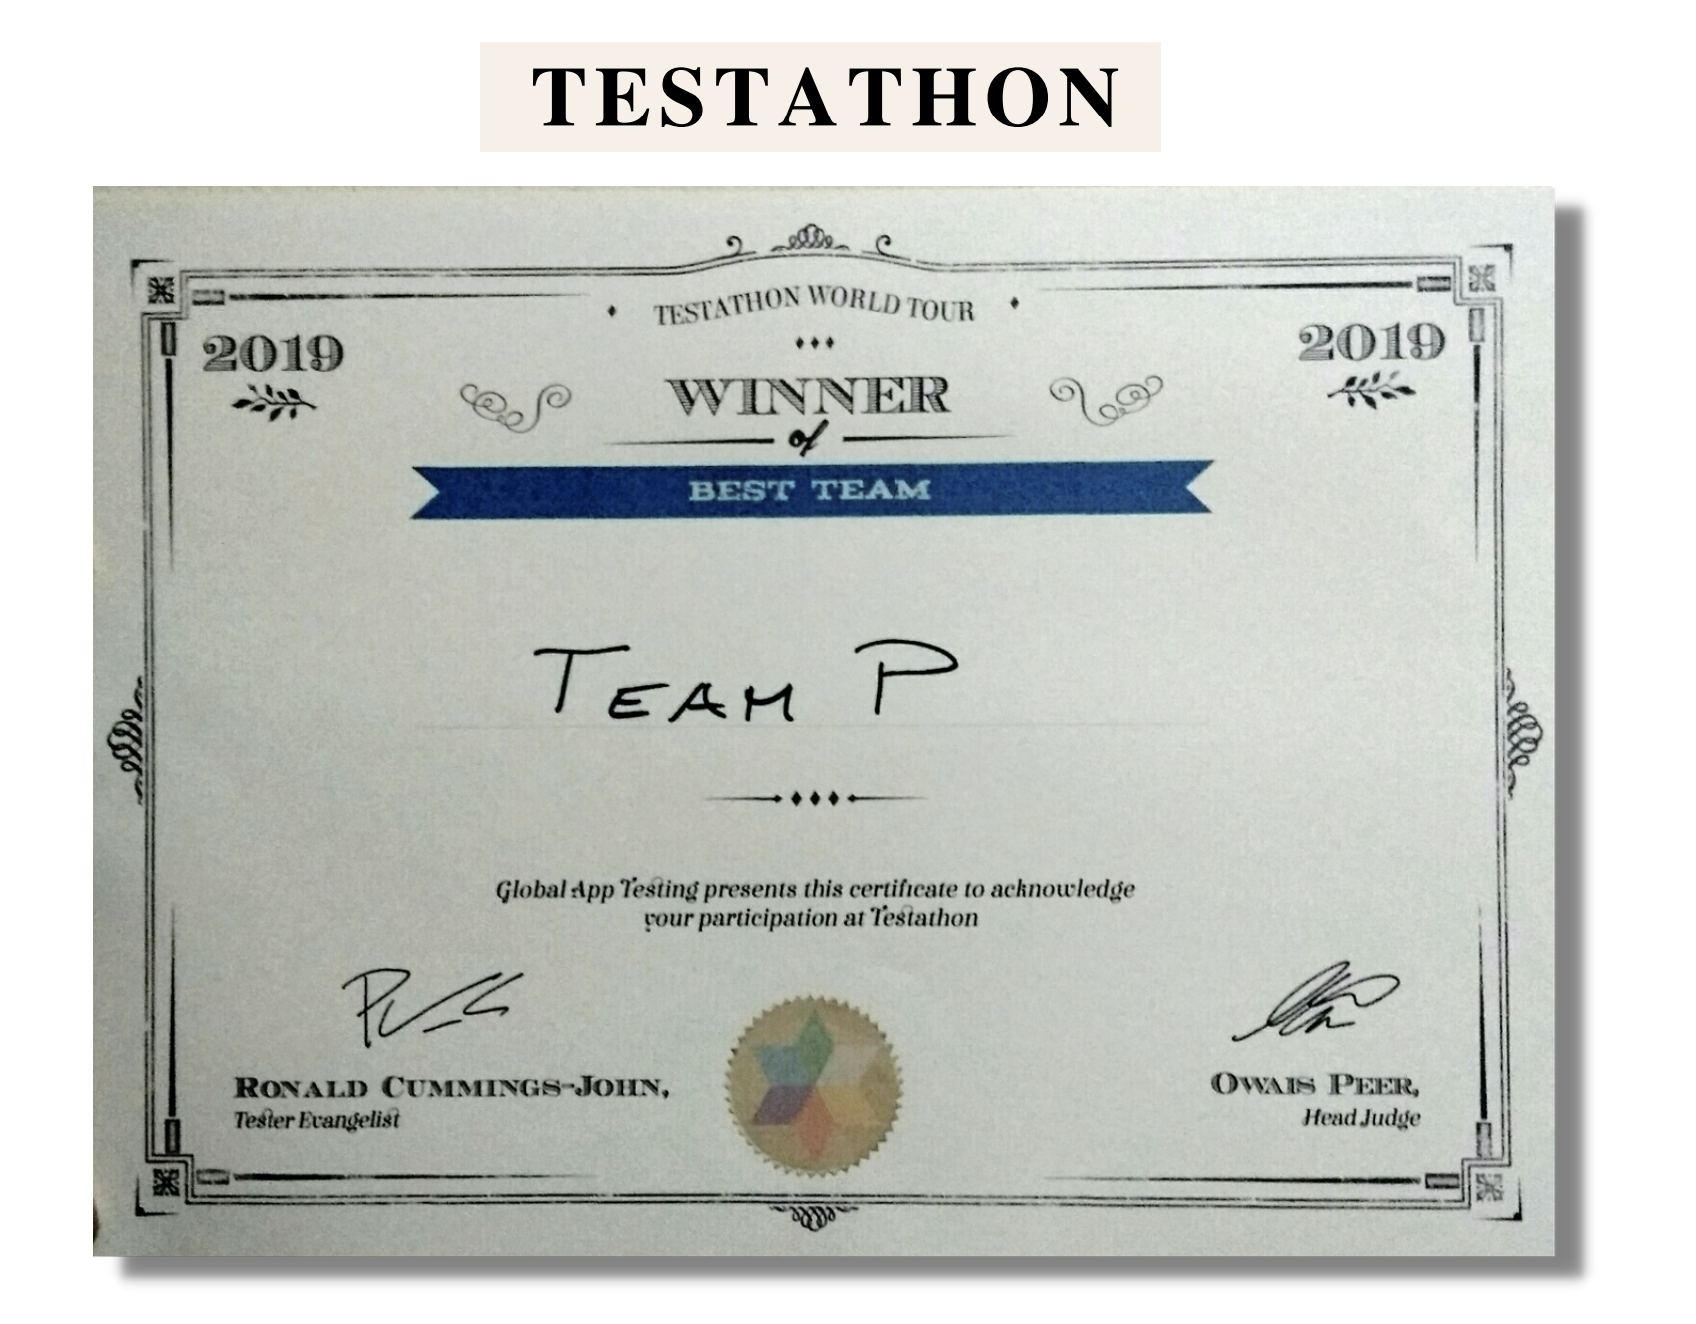 TESTATHON
TESTATHON WORLD TOUR
2019
2019
WINNER
of
BEST TEAM
TEAM P
Global App Testing presents this certificate to acknowledge
your participation at Testathon
RONALD CUMMINGS-JOHN,
Tester Evangelist
OWAIS PEER,
Head Judge